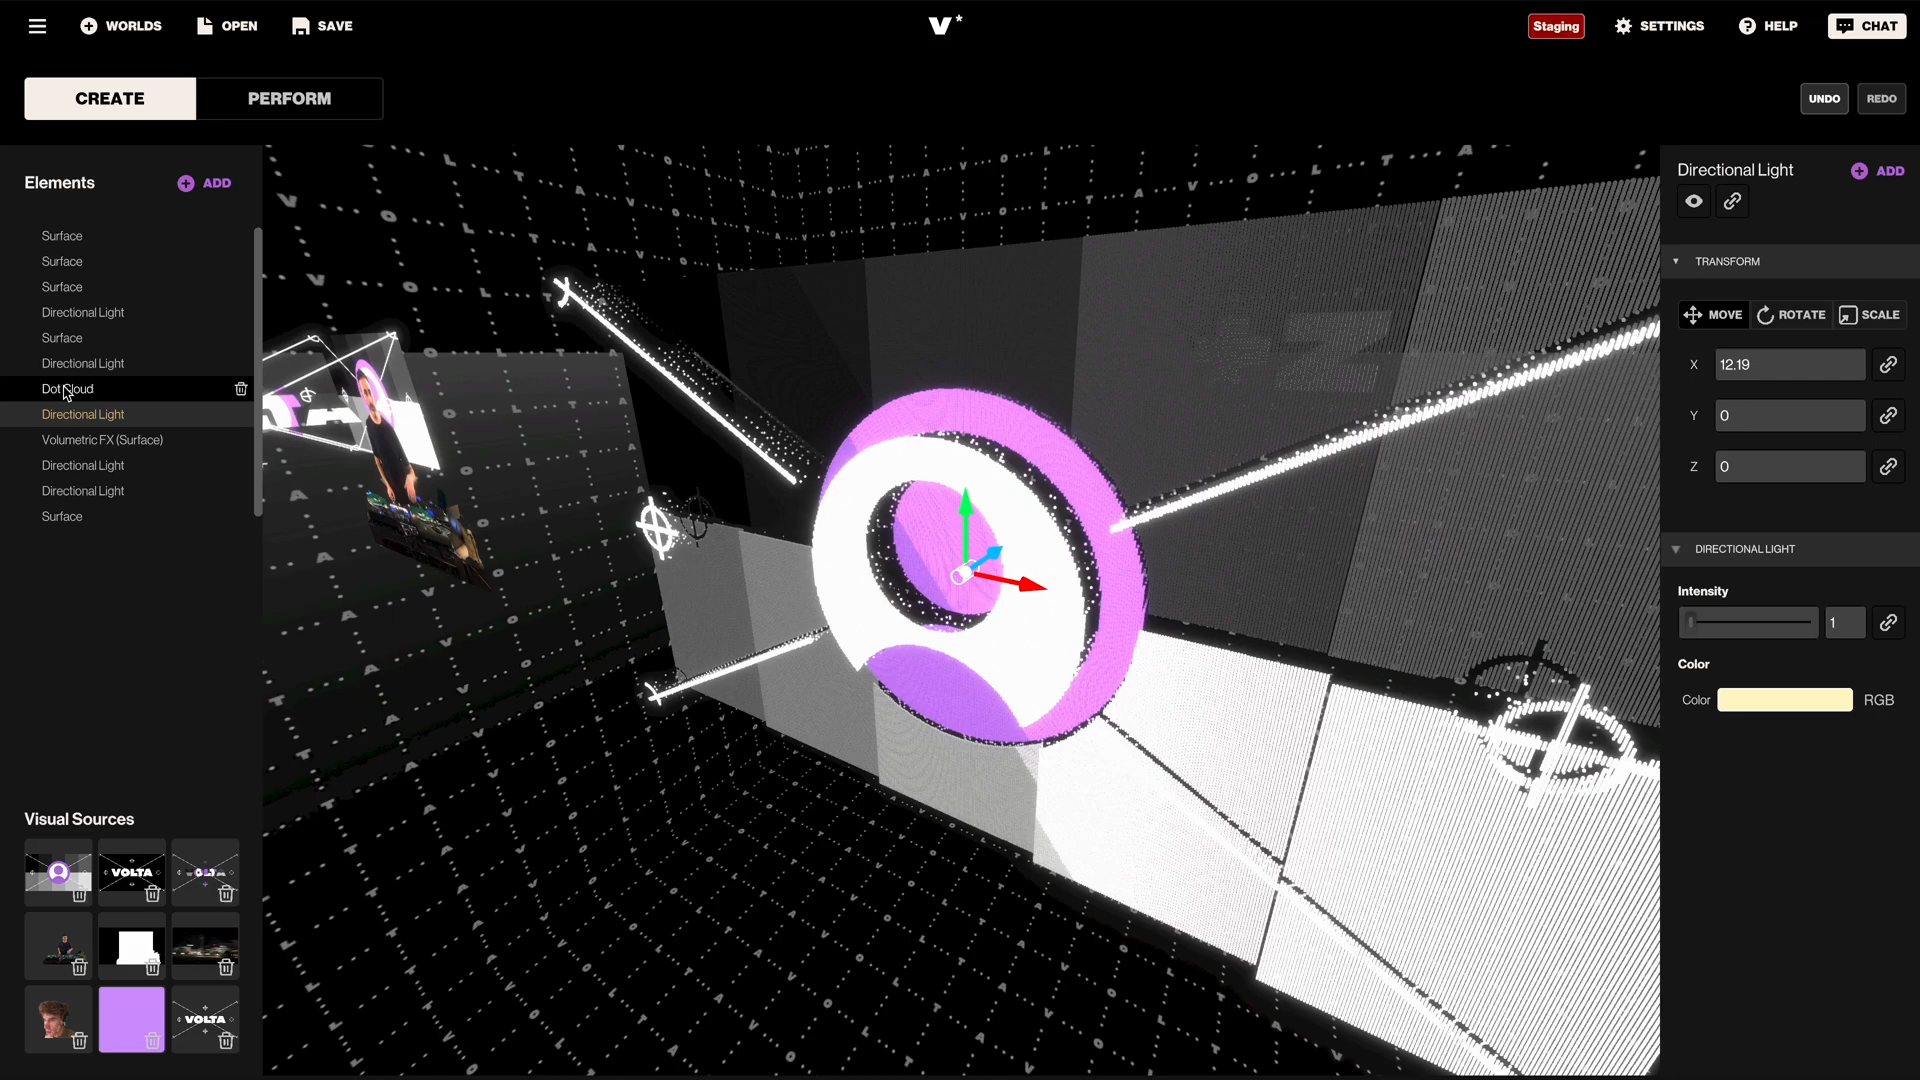 WORLDS
OPEN
SAVE
V*
Staging
SETTINGS
HELP
CHAT
CREATE
PERFORM
UNDO
REDO
Elements
ADD
Surface
Surface
Surface
Directional Light
Surface
Directional Light
Dot Cloud
Directional Light
Volumetric FX (Surface)
Directional Light
Directional Light
Surface
Visual Sources
VOLTA
VOLTA
Directional Light
ADD
TRANSFORM
MOVE
ROTATE
SCALE
X
12.19
Y
0
Z
0
DIRECTIONAL LIGHT
Intensity
1
Color
Color
RGB